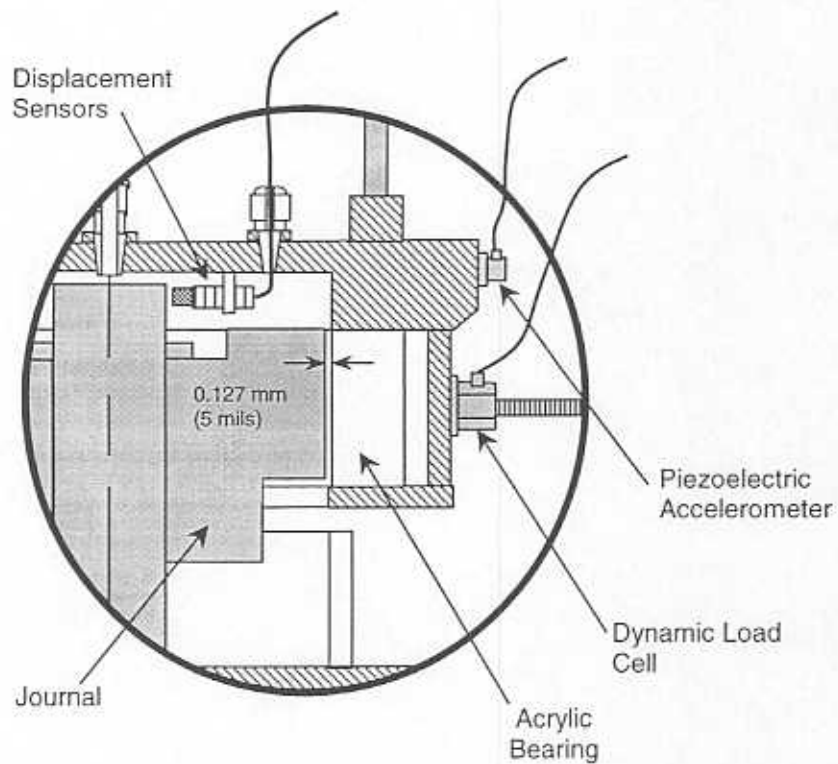 Displacement
Sensors
0.127 mm
(5 mils)
Piezoelectric
Accelerometer
Dynamic Load
Cell
Journal
Acrylic
Bearing